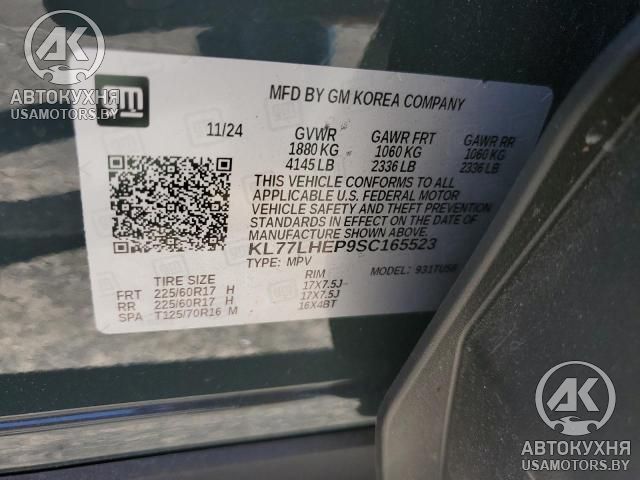 АВТОКУХНЯ
USAMOTORS.BY
gm
MFD BY GM KOREA COMPANY
11/24 GVWR GAWR FRT GAWR RR
1880 KG 1060 KG 1060 KG
4145 LB 2336 LB 2336 LB
THIS VEHICLE CONFORMS TO ALL
APPLICABLE U.S. FEDERAL MOTOR
VEHICLE SAFETY AND THEFT PREVENTION
STANDARDS IN EFFECT ON THE DATE OF
MANUFACTURE SHOWN ABOVE.
KL77LHEP9SC165523
TYPE: MPV MODEL: 931TU56
TIRE SIZE RIM
FRT 225/60R17 H 17X7.5J
RR 225/60R17 H 17X7.5J
SPA T125/70R16 M 16X4BT
АК
АВТОКУХНЯ
USAMOTORS.BY